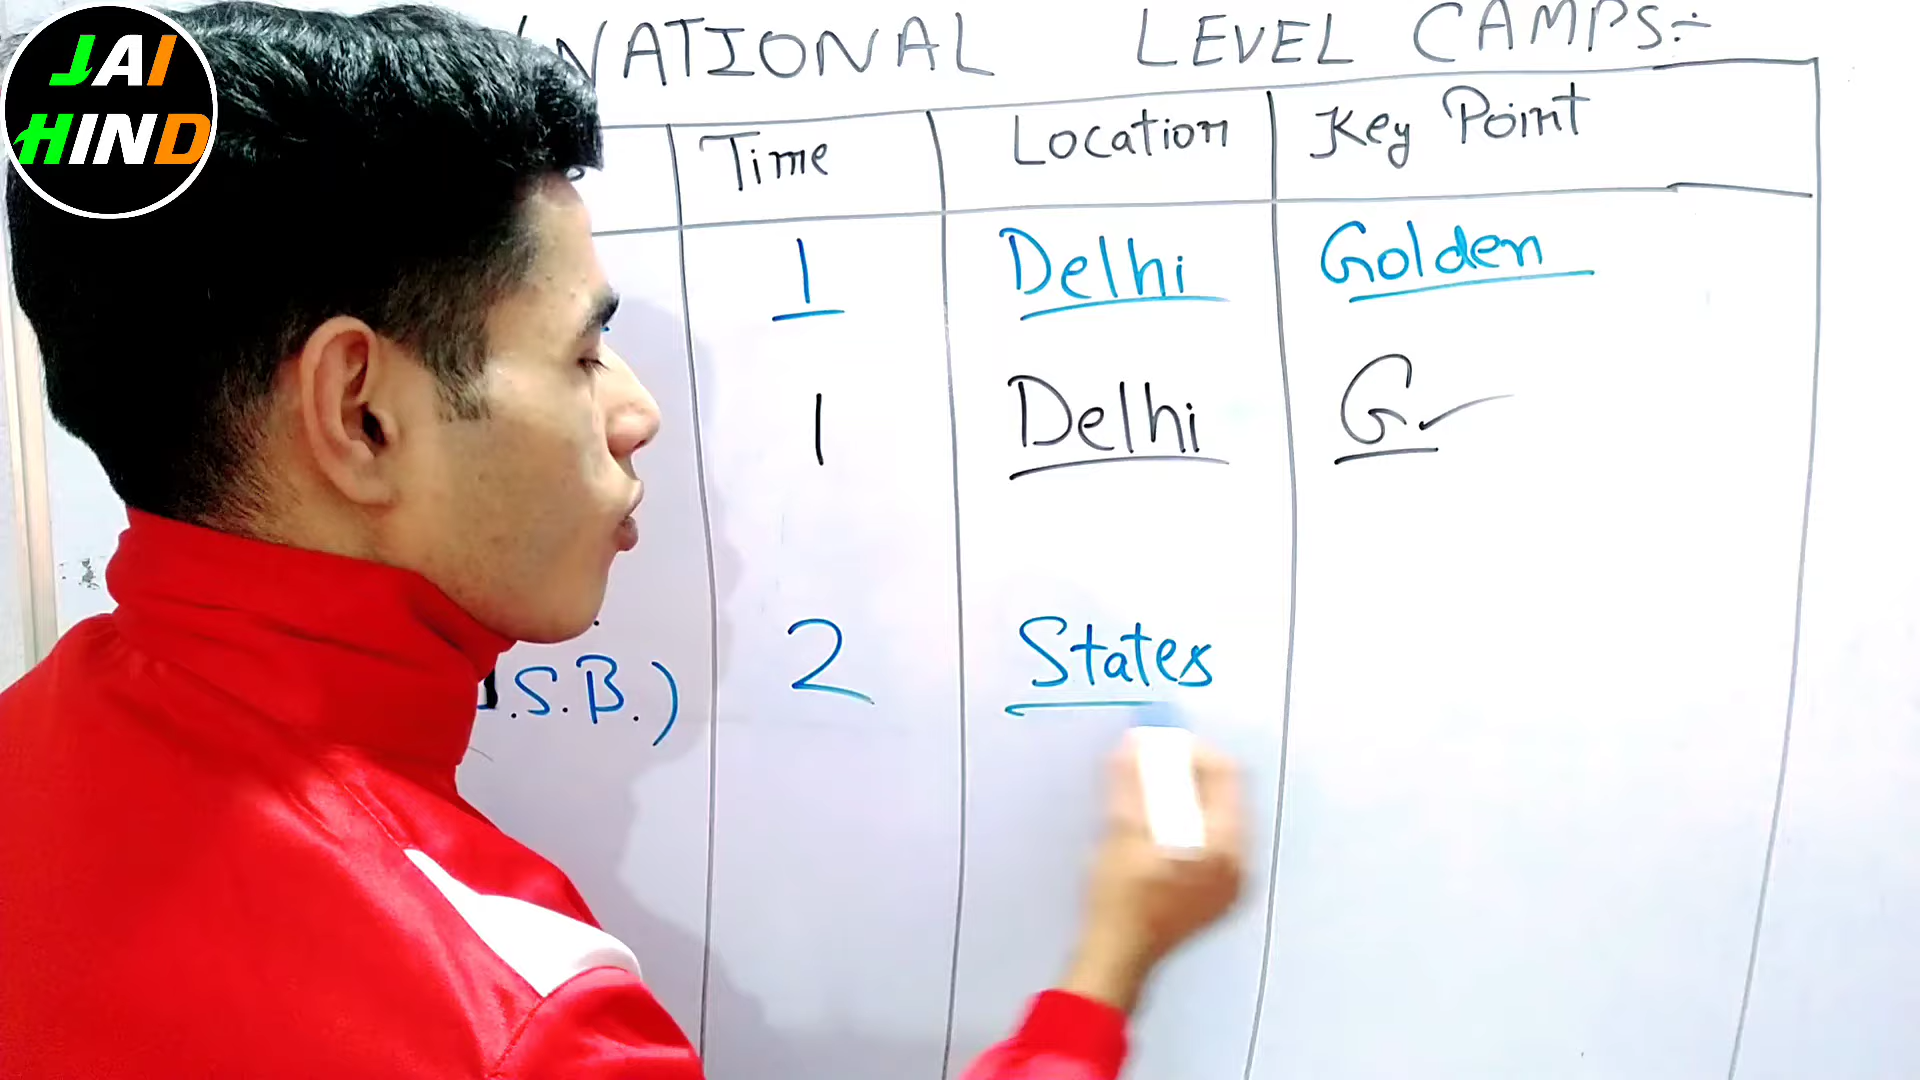 JAI
HIND
NATIONAL LEVEL CAMPS:-
Time Location Key Point
1 Delhi Golden
1 Delhi G
2 States
.S.B.)